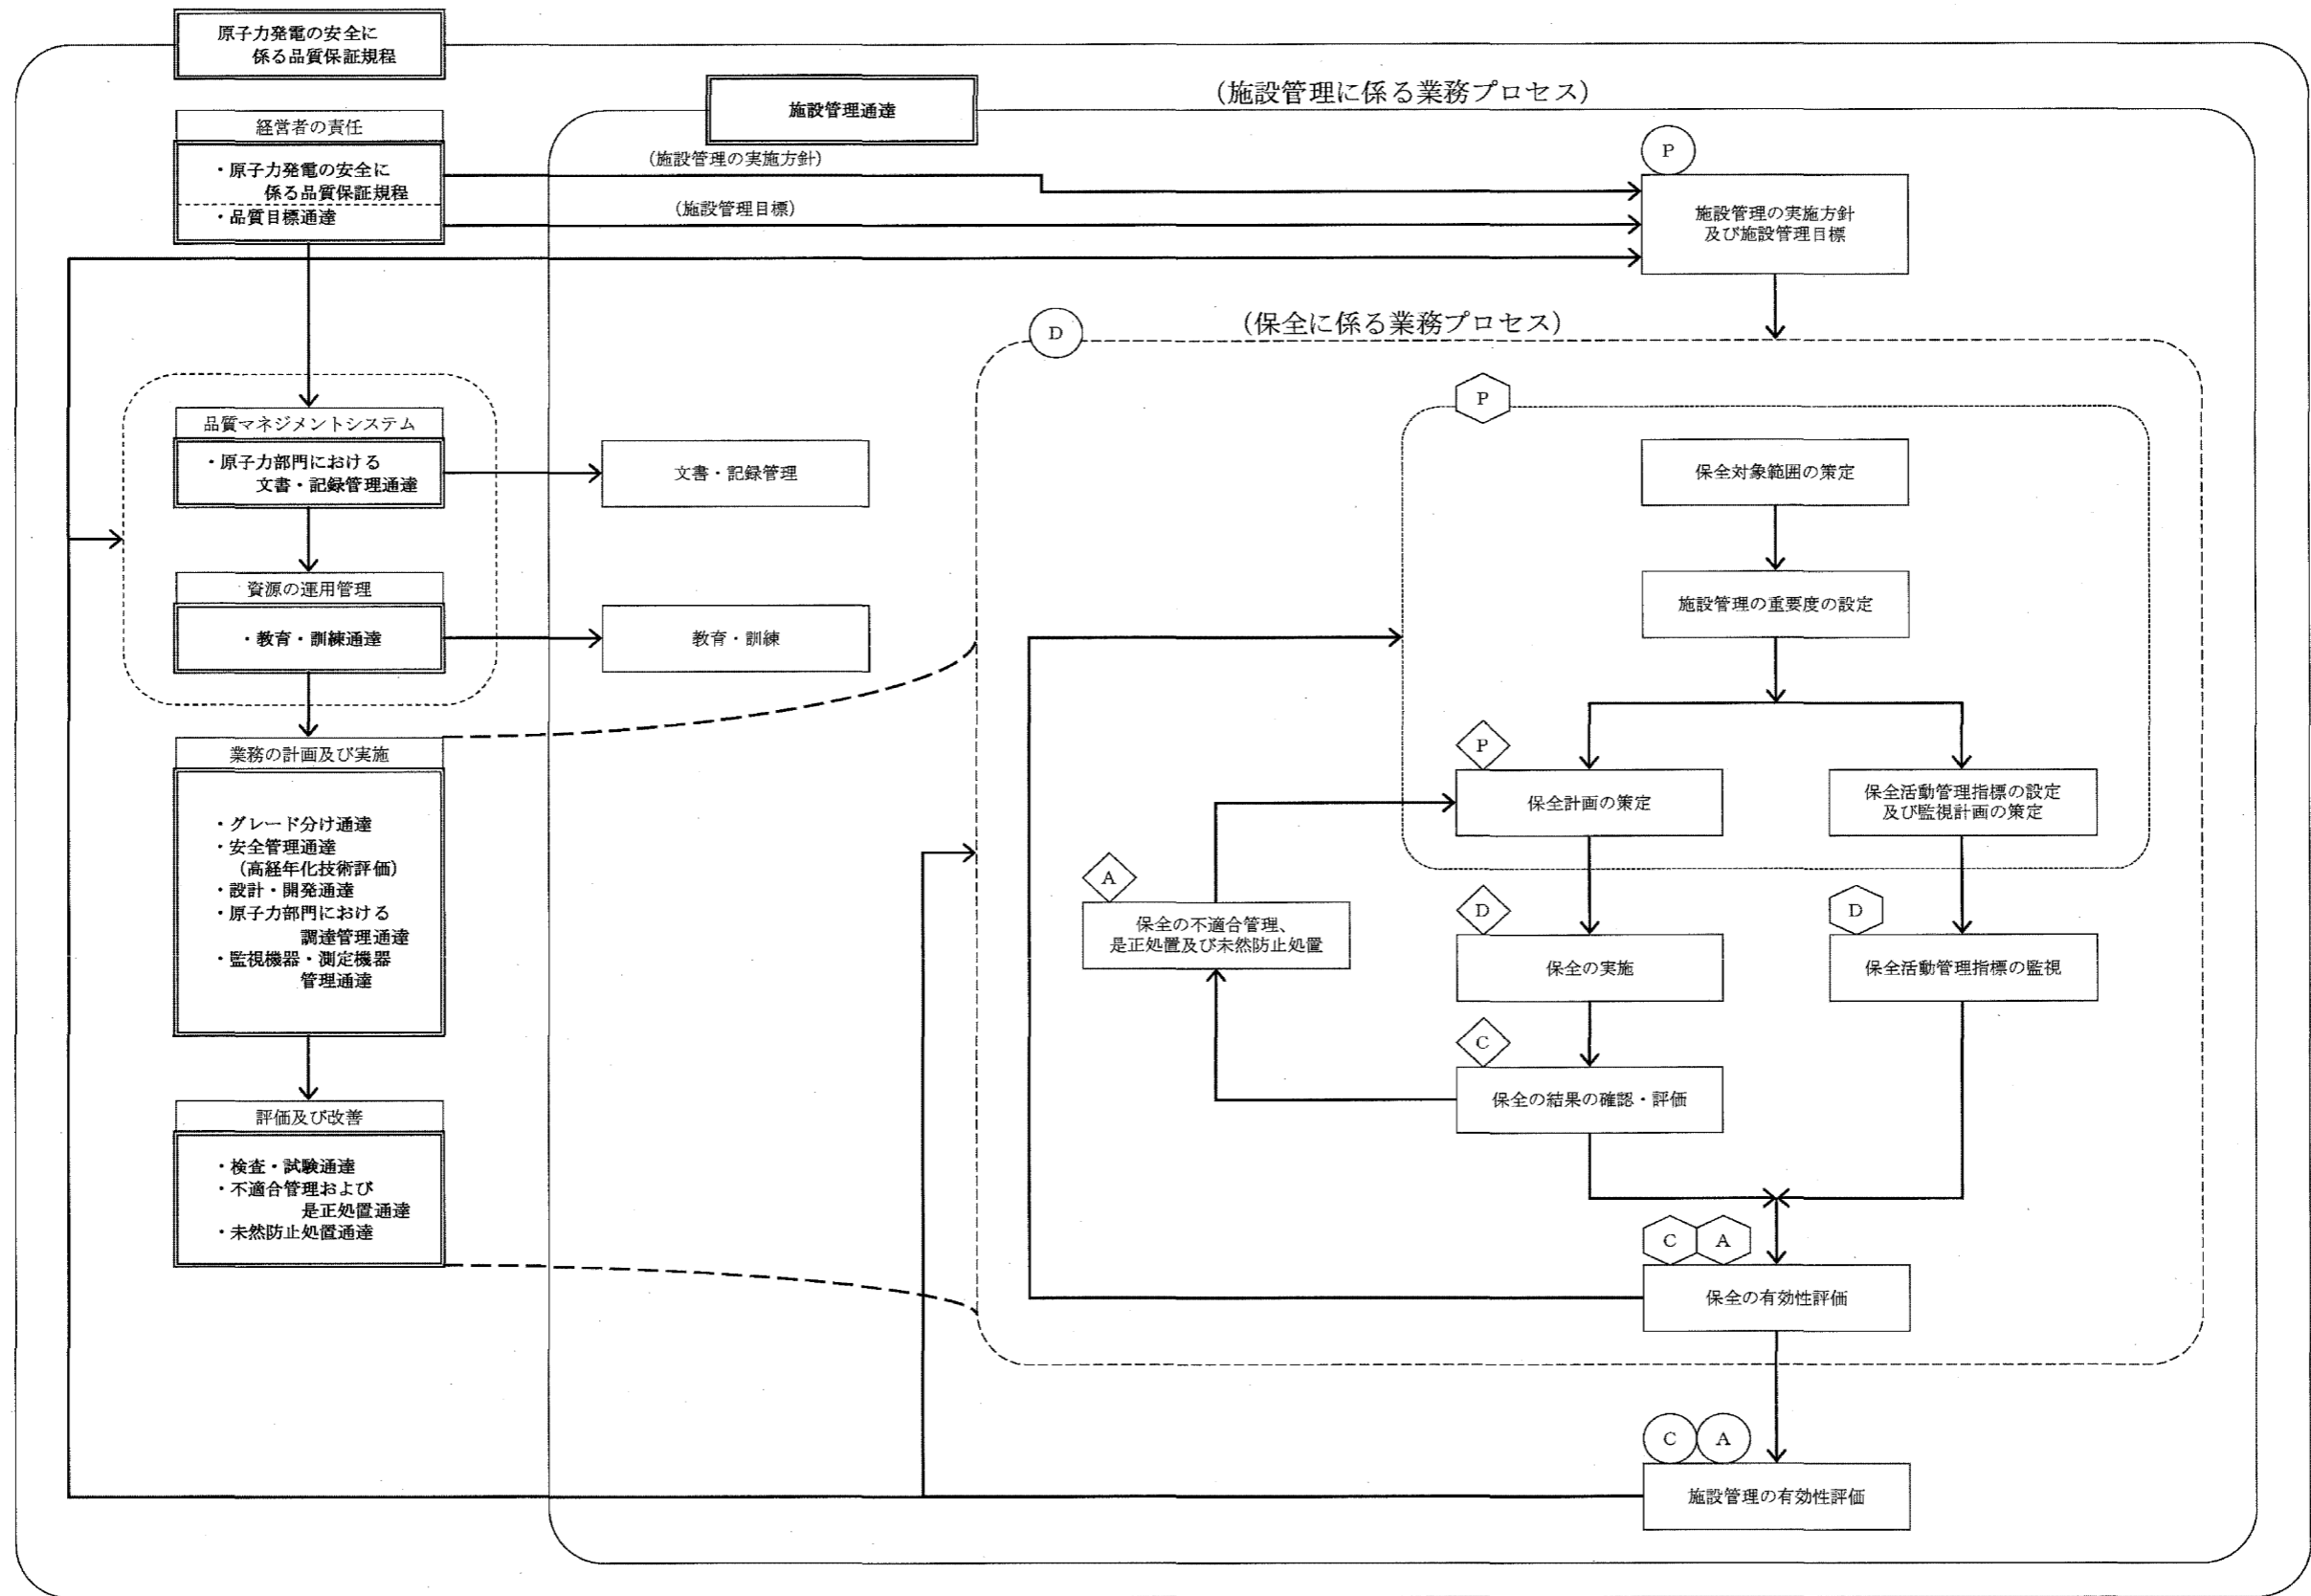 原子力発電の安全に
係る品質保証規程
施設管理通達
（施設管理に係る業務プロセス）
経営者の責任
・原子力発電の安全に
係る品質保証規程
・品質目標通達
（施設管理の実施方針）
（施設管理目標）
P
施設管理の実施方針
及び施設管理目標
D
（保全に係る業務プロセス）
品質マネジメントシステム
・原子力部門における
文書・記録管理通達
文書・記録管理
資源の運用管理
・教育・訓練通達
教育・訓練
業務の計画及び実施
・グレード分け通達
・安全管理通達
（高経年化技術評価）
・設計・開発通達
・原子力部門における
調達管理通達
・監視機器・測定機器
管理通達
評価及び改善
・検査・試験通達
・不適合管理および
是正処置通達
・未然防止処置通達
P
保全対象範囲の策定
施設管理の重要度の設定
P
保全計画の策定
保全活動管理指標の設定
及び監視計画の策定
A
保全の不適合管理、
是正処置及び未然防止処置
D
保全の実施
D
保全活動管理指標の監視
C
保全の結果の確認・評価
C A
保全の有効性評価
C A
施設管理の有効性評価